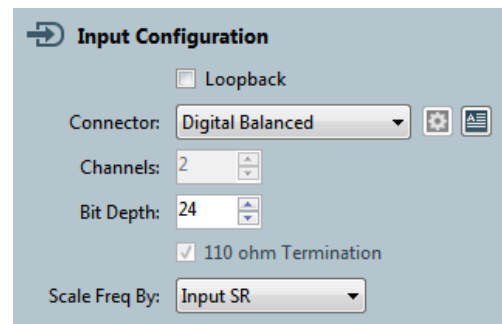 Input Configuration
Loopback
Connector: Digital Balanced
Channels: 2
Bit Depth: 24
110 ohm Termination
Scale Freq By: Input SR